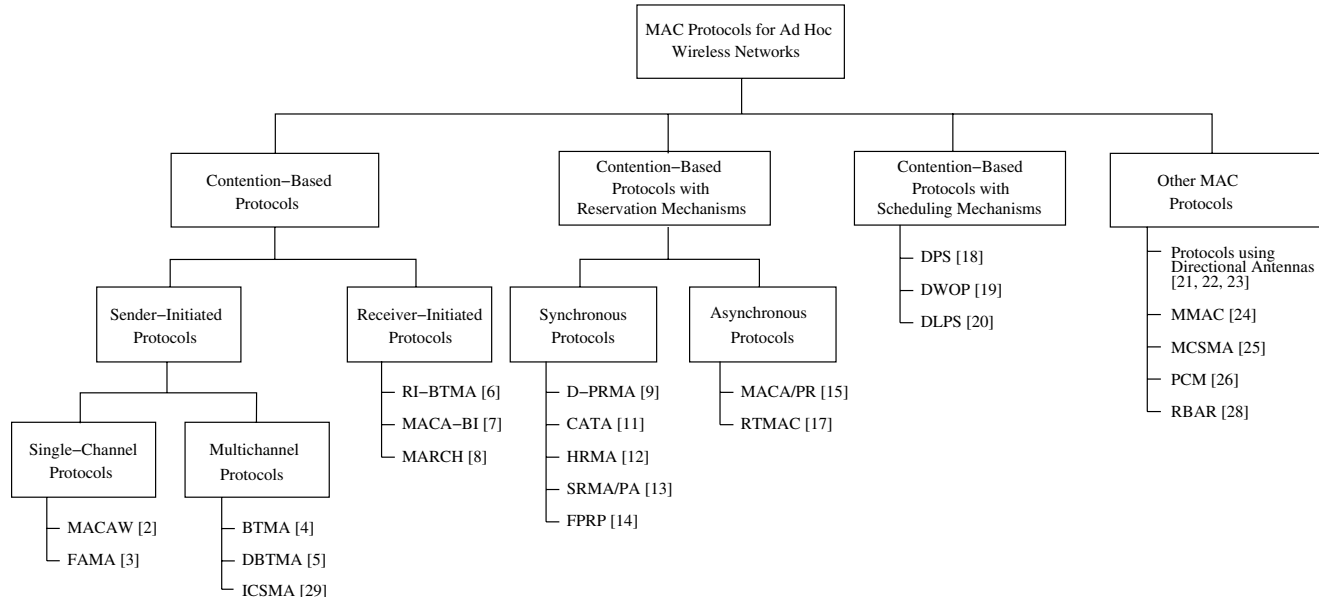 MAC Protocols for Ad Hoc
Wireless Networks
Contention−Based
Protocols
Contention−Based
Protocols with
Reservation Mechanisms
Contention−Based
Protocols with
Scheduling Mechanisms
Other MAC
Protocols
Sender−Initiated
Protocols
Receiver−Initiated
Protocols
Synchronous
Protocols
Asynchronous
Protocols
DPS [18]
DWOP [19]
DLPS [20]
Protocols using
Directional Antennas
[21, 22, 23]
MMAC [24]
MCSMA [25]
PCM [26]
RBAR [28]
Single−Channel
Protocols
Multichannel
Protocols
RI−BTMA [6]
MACA−BI [7]
MARCH [8]
D−PRMA [9]
CATA [11]
HRMA [12]
SRMA/PA [13]
FPRP [14]
MACA/PR [15]
RTMAC [17]
MACAW [2]
FAMA [3]
BTMA [4]
DBTMA [5]
ICSMA [29]